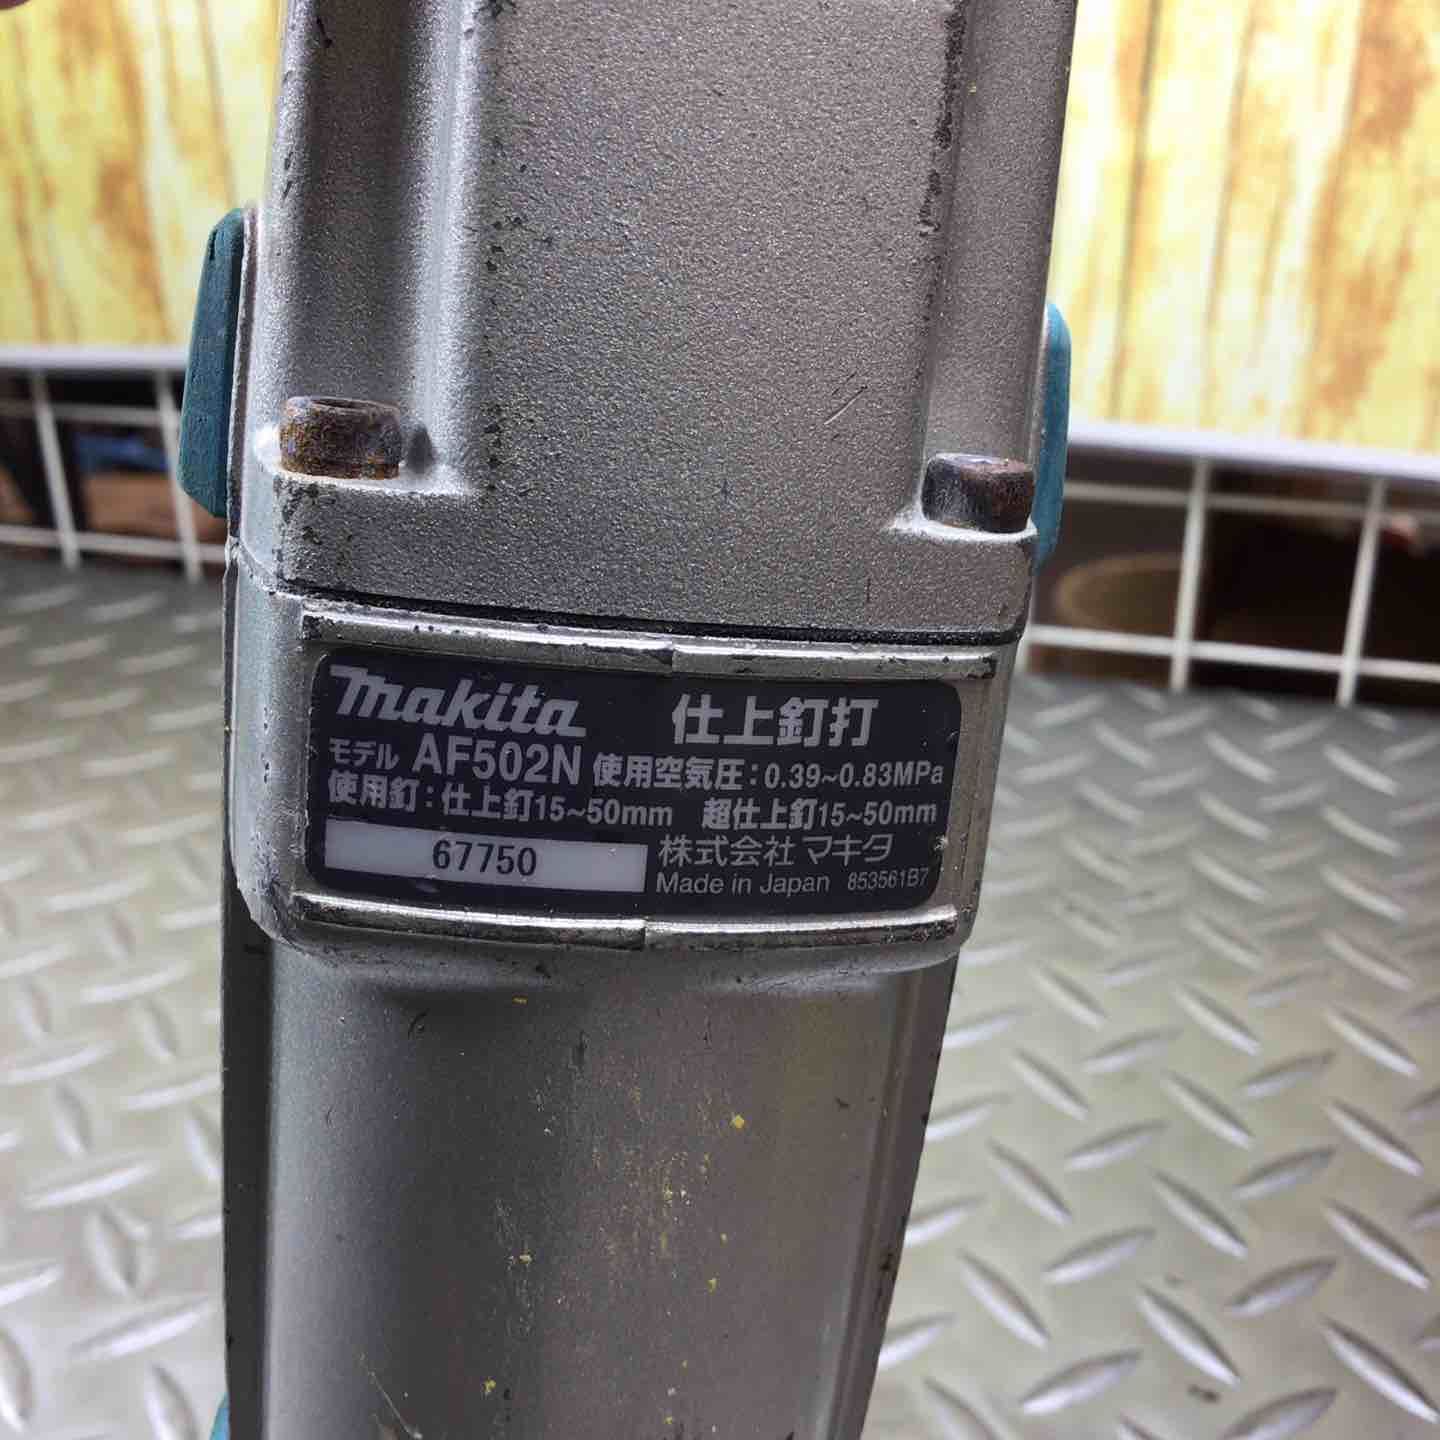 makita 仕上釘打
モデル AF502N 使用空気圧：0.39~0.83MPa
使用釘：仕上釘15~50mm 超仕上釘15~50mm
67750 株式会社 マキタ
Made in Japan 853561B7